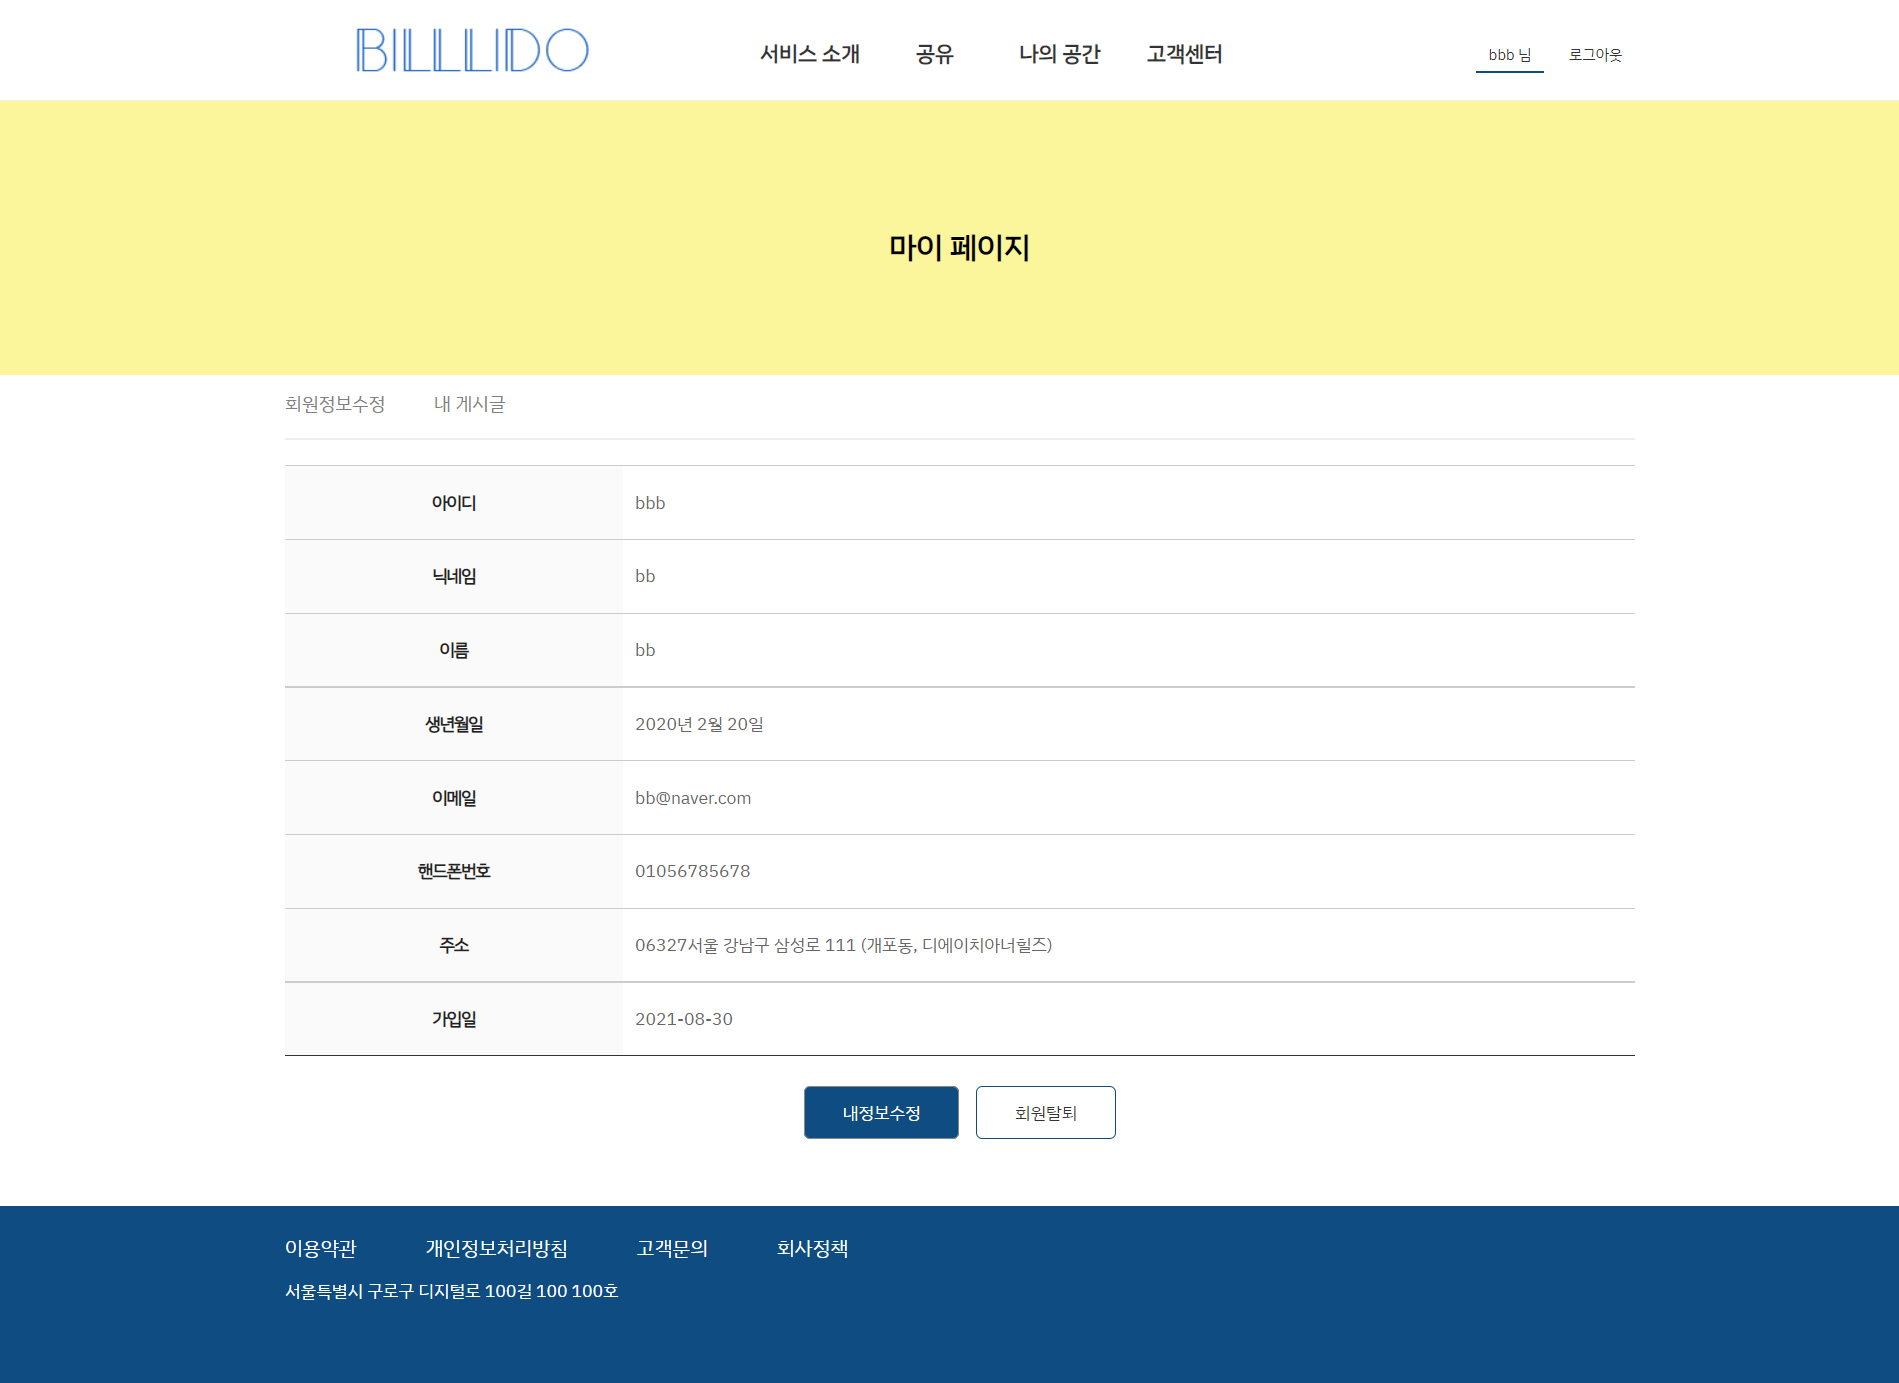 BILLLIDO 서비스 소개 공유 나의 공간 고객센터 bbb 님 로그아웃
마이 페이지
회원정보수정 내 게시글
아이디 bbb
닉네임 bb
이름 bb
생년월일 2020년 2월 20일
이메일 bb@naver.com
핸드폰번호 01056785678
주소 06327서울 강남구 삼성로 111 (개포동, 디에이치아너힐즈)
가입일 2021-08-30
내정보수정 회원탈퇴
이용약관 개인정보처리방침 고객문의 회사정책
서울특별시 구로구 디지털로 100길 100 100호